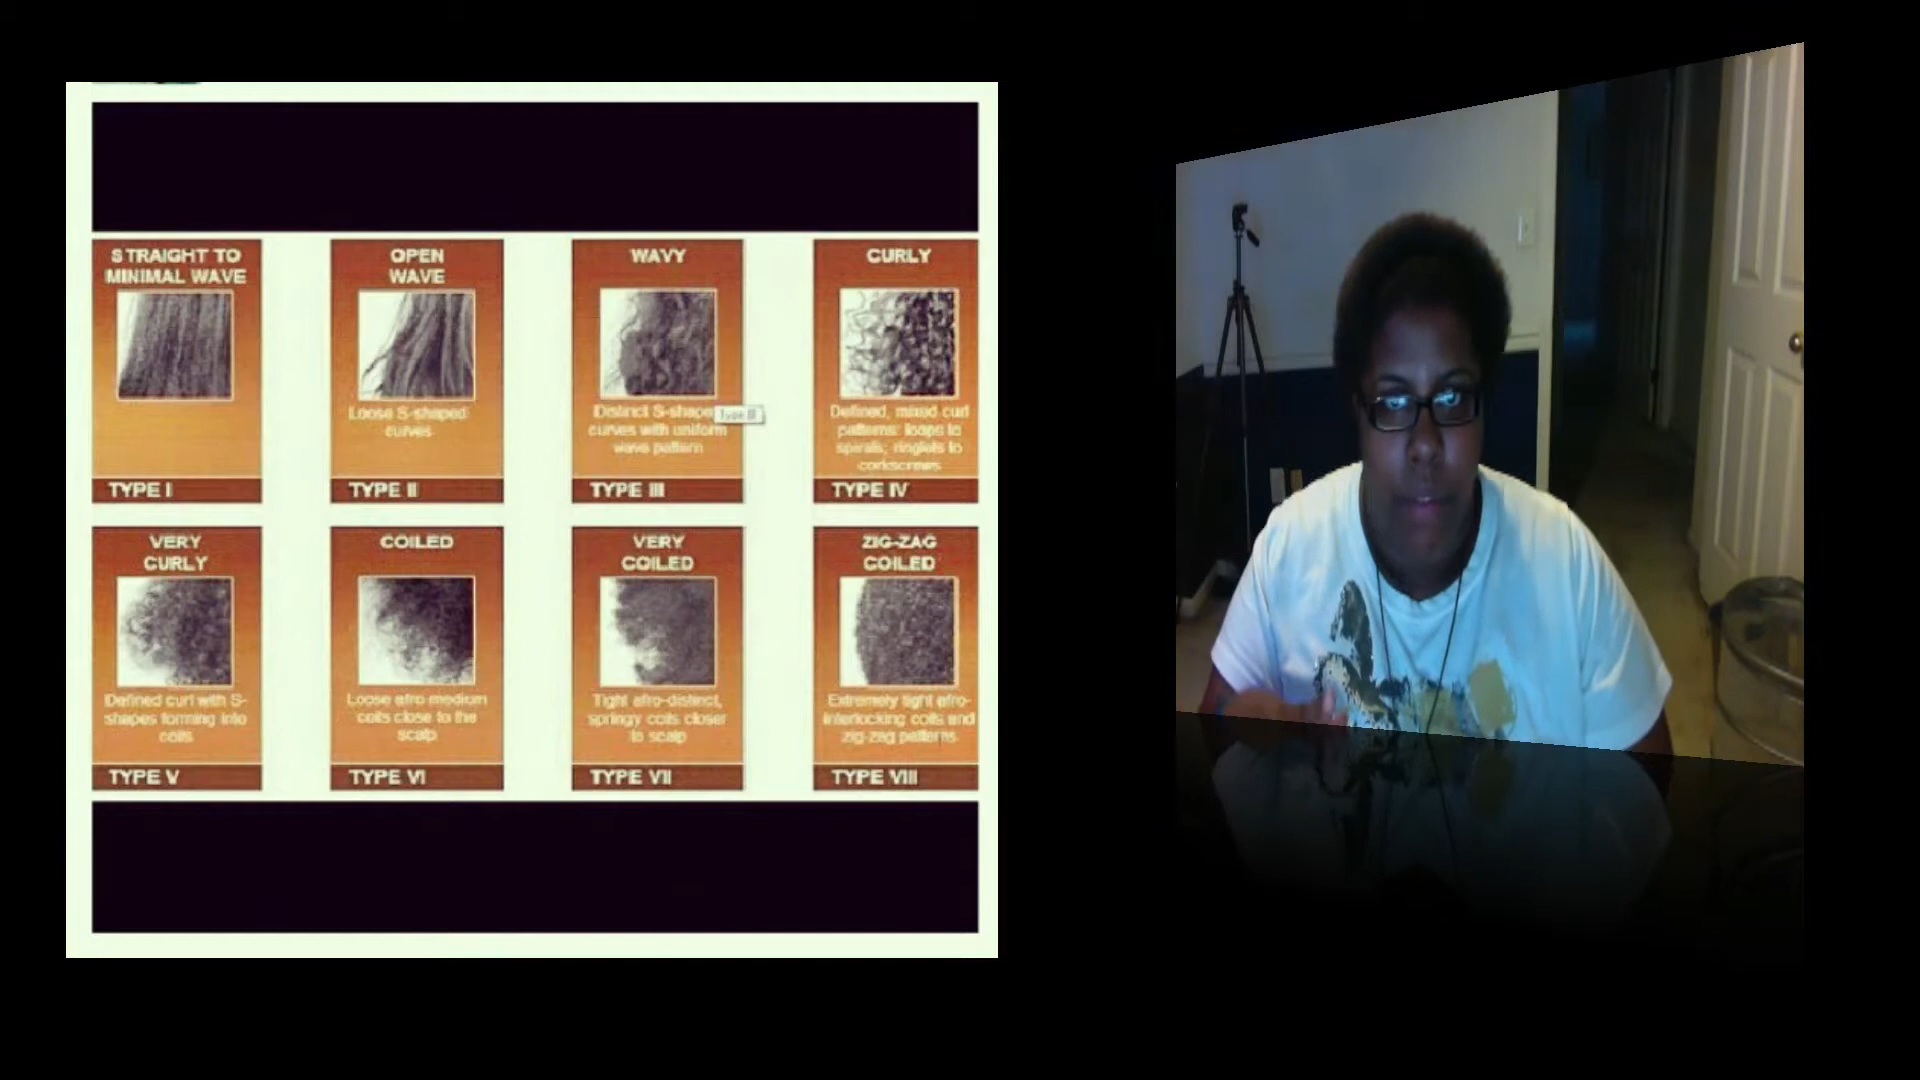 STRAIGHT TO
MINIMAL WAVE
TYPE I
OPEN
WAVE
Loose S-shaped
curves
TYPE II
WAVY
Distinct S-shape
curves with uniform
wave pattern
TYPE III
CURLY
Defined, mixed curl
patterns: loops to
spirals; ringlets to
corkscrews
TYPE IV
VERY
CURLY
Defined curl with S-
shapes forming into
coils
TYPE V
COILED
Loose afro-medium
coils close to the
scalp
TYPE VI
VERY
COILED
Tight afro-distinct,
springy coils closer
to scalp
TYPE VII
ZIG-ZAG
COILED
Extremely tight afro-
interlocking coils and
zig-zag patterns
TYPE VIII